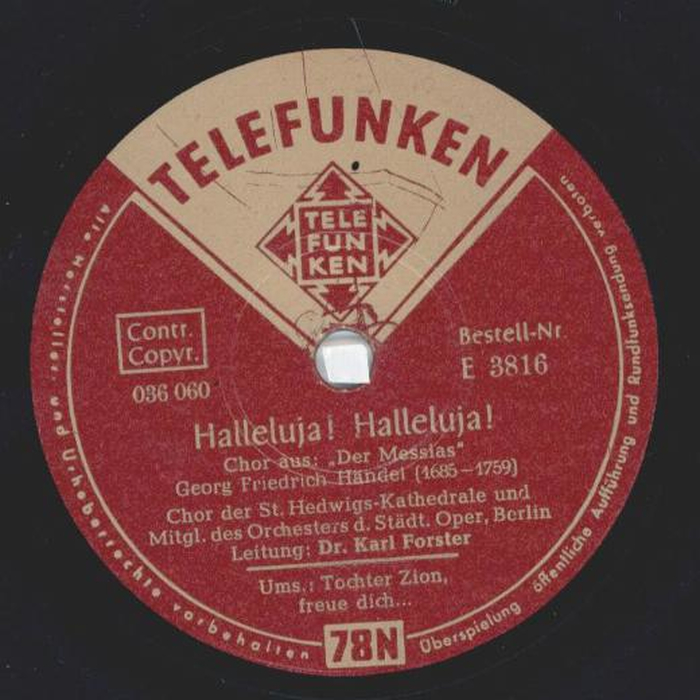 TELEFUNKEN
TELE
FUN
KEN
Contr.
Copyr.
036 060
Bestell-Nr.
E 3816
Halleluja! Halleluja!
Chor aus: „Der Messias"
Georg Friedrich Händel (1685–1759)
Chor der St. Hedwigs-Kathedrale und
Mitgl. des Orchesters d. Städt. Oper, Berlin
Leitung: Dr. Karl Forster
Ums.: Tochter Zion,
freue dich...
78N
Alle Hersteller- und Urheberrechte vorbehalten
Überspielung öffentliche Aufführung und Rundfunksendung verboten